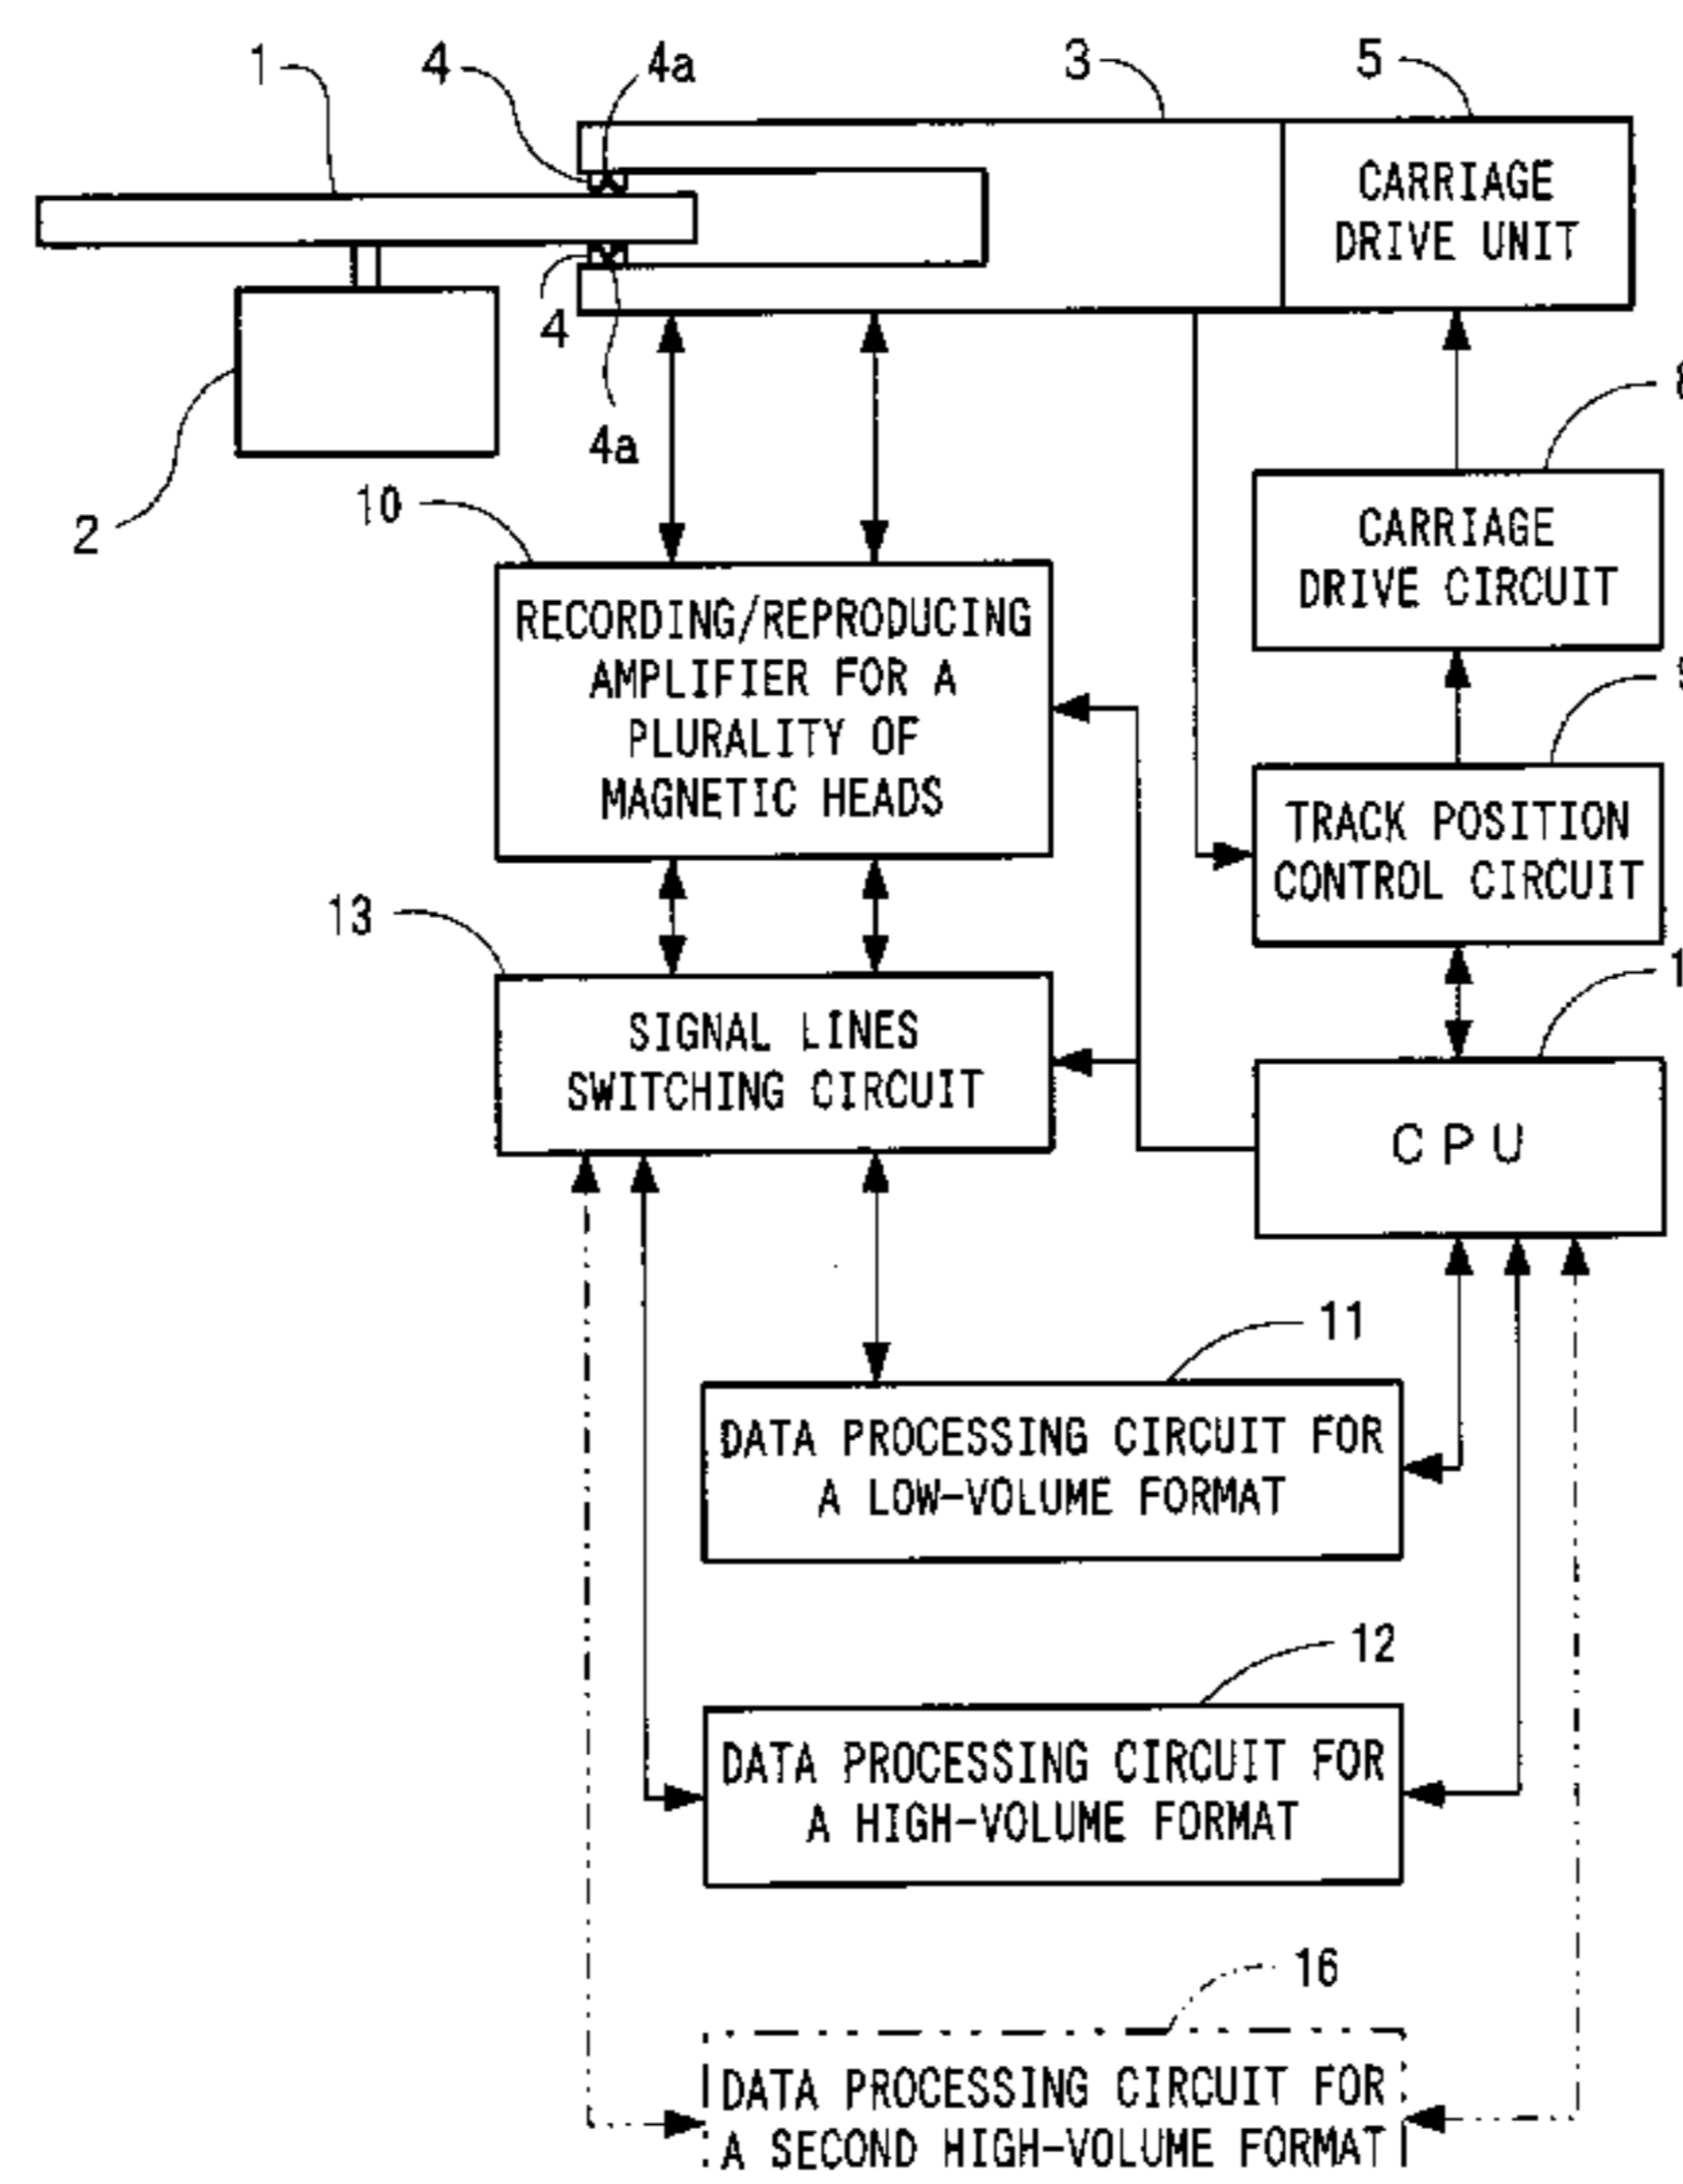 1
4
4a
3
5
CARRIAGE
DRIVE UNIT
4
4a
2
10
CARRIAGE
DRIVE CIRCUIT
RECORDING/REPRODUCING
AMPLIFIER FOR A
PLURALITY OF
MAGNETIC HEADS
TRACK POSITION
CONTROL CIRCUIT
13
SIGNAL LINES
SWITCHING CIRCUIT
CPU
11
DATA PROCESSING CIRCUIT FOR
A LOW-VOLUME FORMAT
12
DATA PROCESSING CIRCUIT FOR
A HIGH-VOLUME FORMAT
16
DATA PROCESSING CIRCUIT FOR
A SECOND HIGH-VOLUME FORMAT